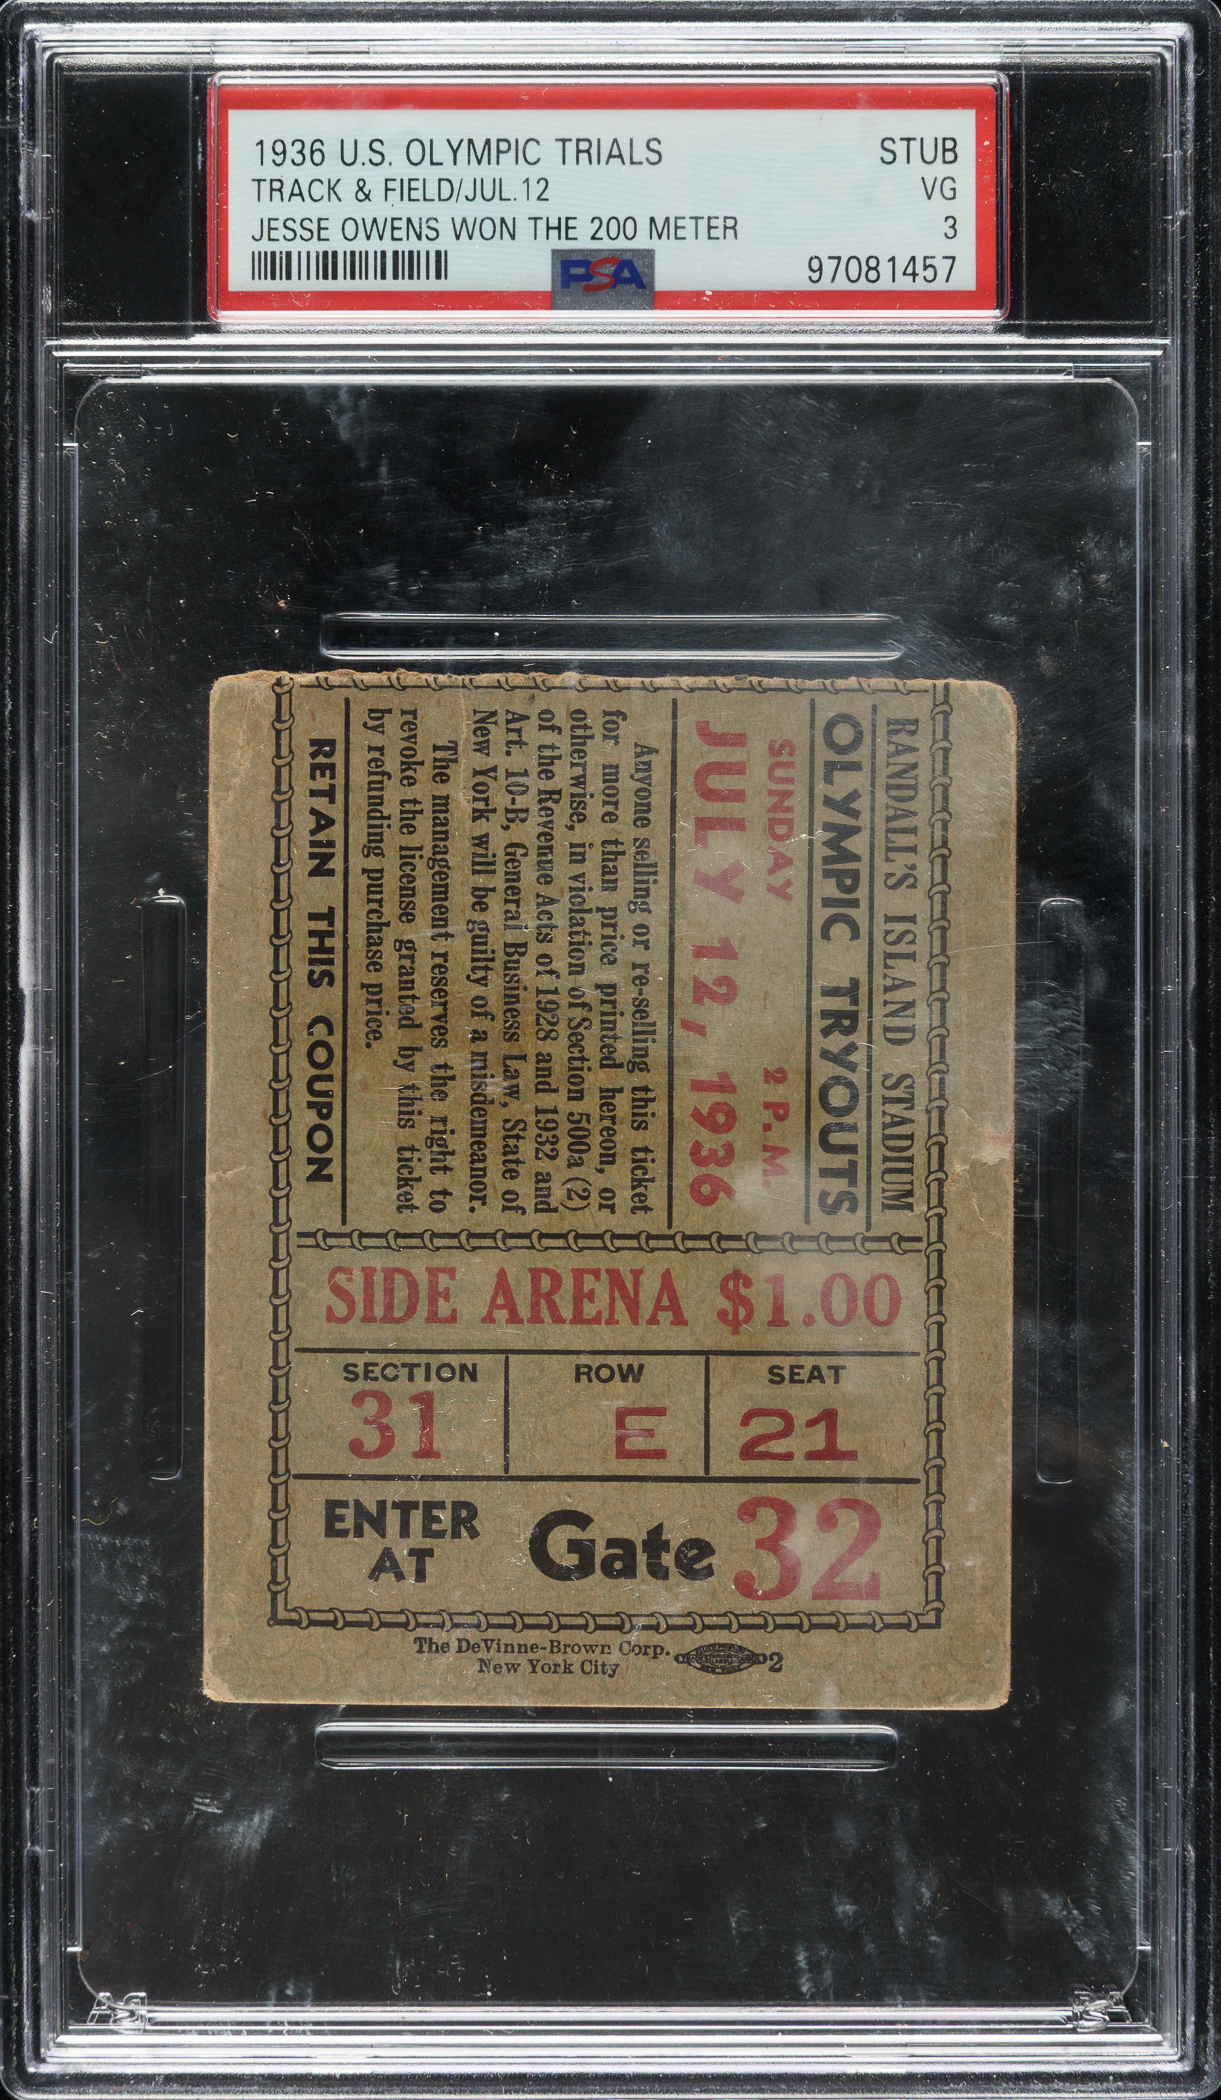 1936 U.S. OLYMPIC TRIALS STUB
TRACK & FIELD/JUL.12 VG
JESSE OWENS WON THE 200 METER 3
PSA 97081457
RANDALL'S ISLAND STADIUM
OLYMPIC TRYOUTS
SUNDAY 2 P.M.
JULY 12, 1936
Anyone selling or re-selling this ticket
for more than price printed hereon, or
otherwise, in violation of Section 500a (2)
of the Revenue Acts of 1928 and 1932 and
Art. 10-B, General Business Law, State of
New York will be guilty of a misdemeanor.
The management reserves the right to
revoke the license granted by this ticket
by refunding purchase price.
RETAIN THIS COUPON
SIDE ARENA $1.00
SECTION ROW SEAT
31 E 21
ENTER AT Gate 32
The DeVinne-Brown Corp.
New York City
2